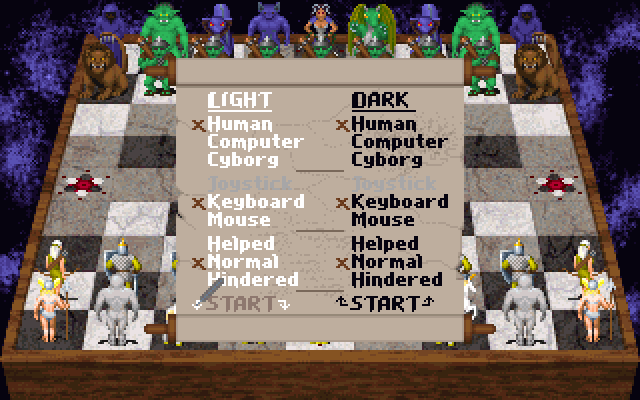 LIGHT DARK
x Human x Human
Computer Computer
Cyborg Cyborg
Joystick Joystick
x Keyboard x Keyboard
Mouse Mouse
Helped Helped
x Normal x Normal
Hindered Hindered
START START